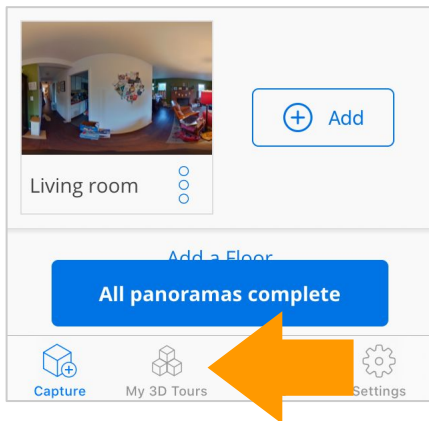 Add
Living room
Add a Floor
All panoramas complete
Capture
My 3D Tours
Settings